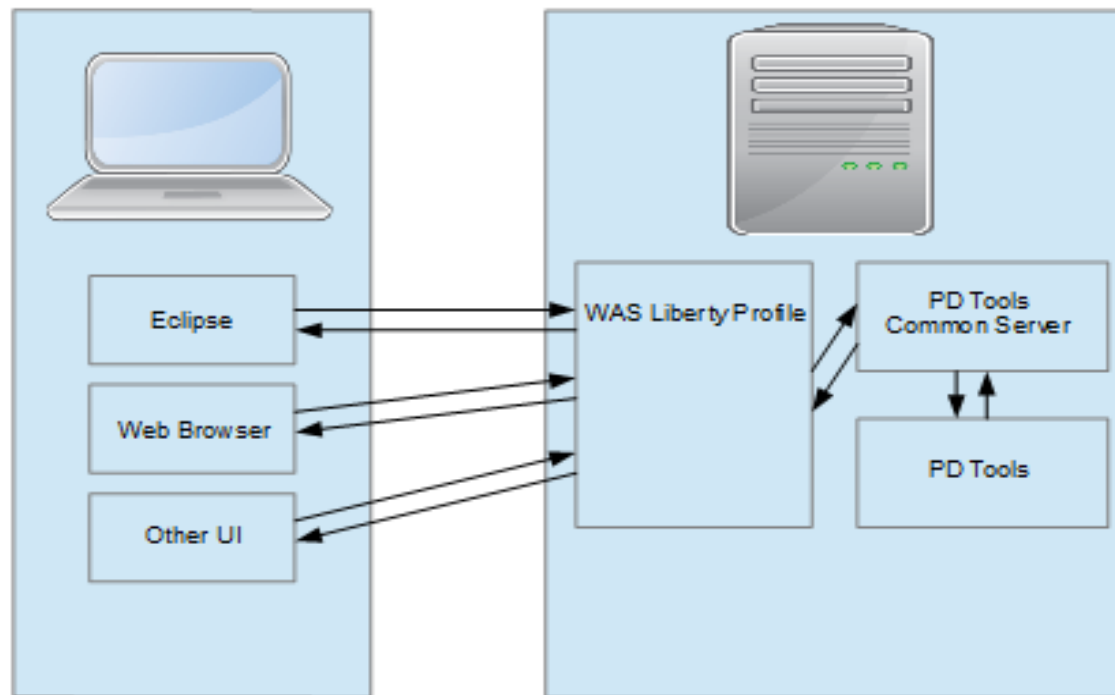 Eclipse
Web Browser
Other UI
WAS Liberty Profile
PD Tools
Common Server
PD Tools